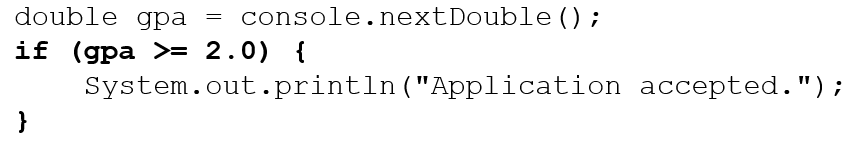 double gpa = console.nextDouble();
if (gpa >= 2.0) {
    System.out.println("Application accepted.");
}